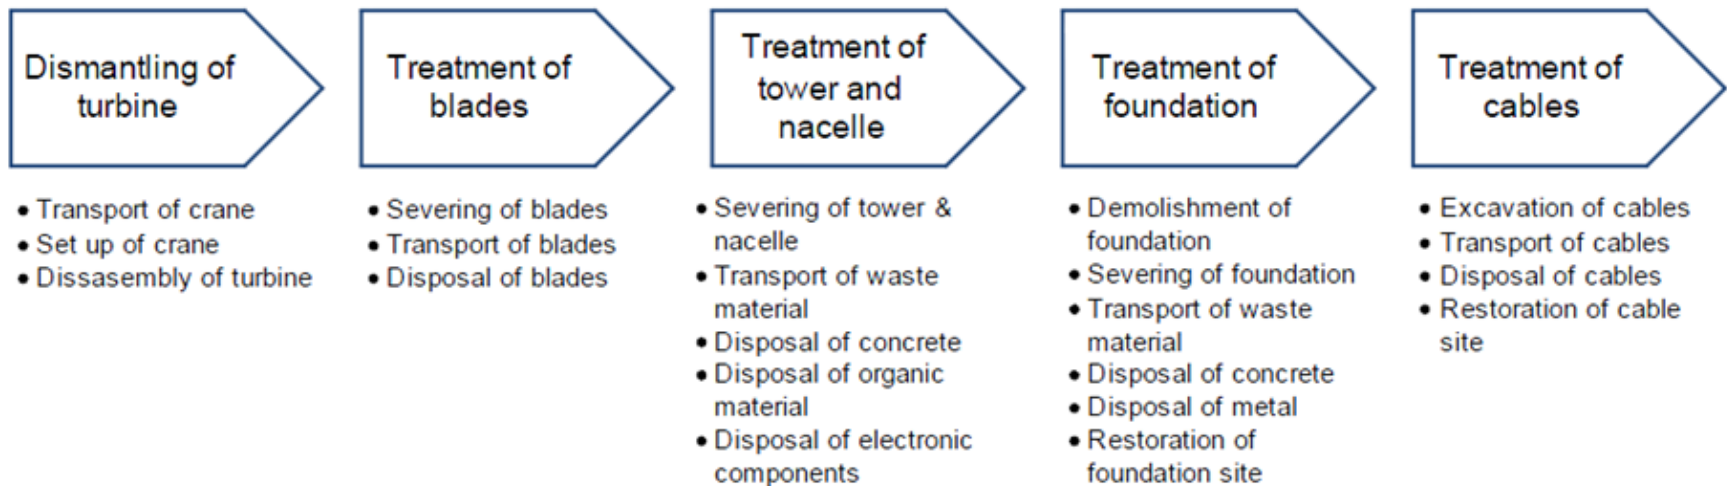 Dismantling of
turbine
• Transport of crane
• Set up of crane
• Dissasembly of turbine
Treatment of
blades
• Severing of blades
• Transport of blades
• Disposal of blades
Treatment of
tower and
nacelle
• Severing of tower &
nacelle
• Transport of waste
material
• Disposal of concrete
• Disposal of organic
material
• Disposal of electronic
components
Treatment of
foundation
• Demolishment of
foundation
• Severing of foundation
• Transport of waste
material
• Disposal of concrete
• Disposal of metal
• Restoration of
foundation site
Treatment of
cables
• Excavation of cables
• Transport of cables
• Disposal of cables
• Restoration of cable
site